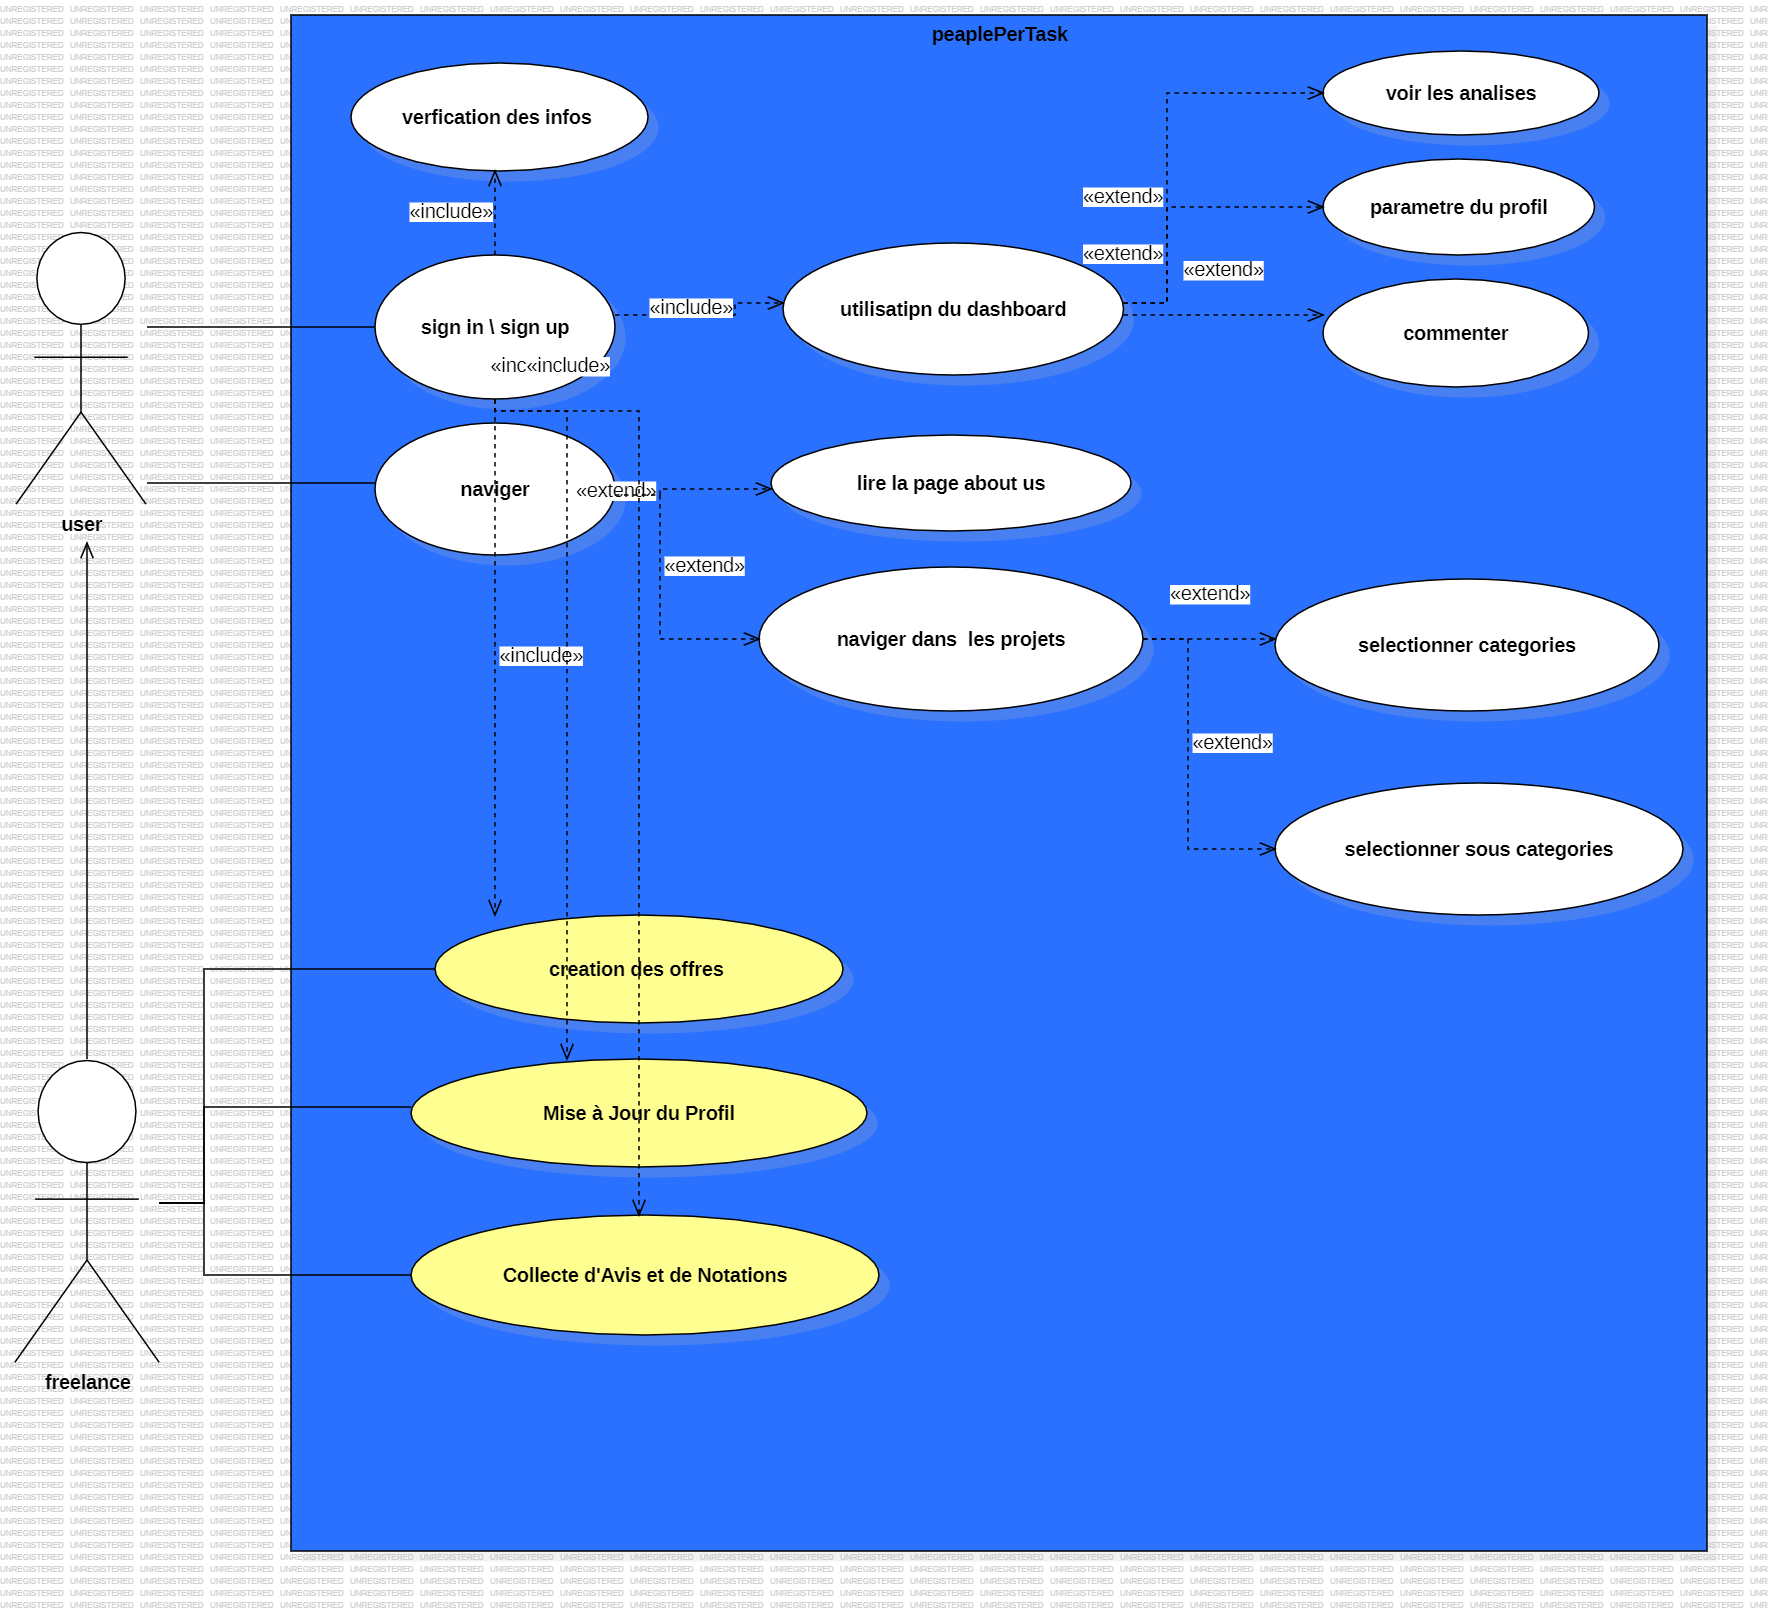 peaplePerTask
verfication des infos
voir les analises
«include»
«extend»
parametre du profil
«extend»
«extend»
sign in \ sign up
«include»
utilisatipn du dashboard
commenter
«inc«include»
naviger
«extend»
lire la page about us
user
«extend»
«extend»
naviger dans  les projets
selectionner categories
«include»
«extend»
selectionner sous categories
creation des offres
Mise à Jour du Profil
Collecte d'Avis et de Notations
freelance
UNREGISTERED